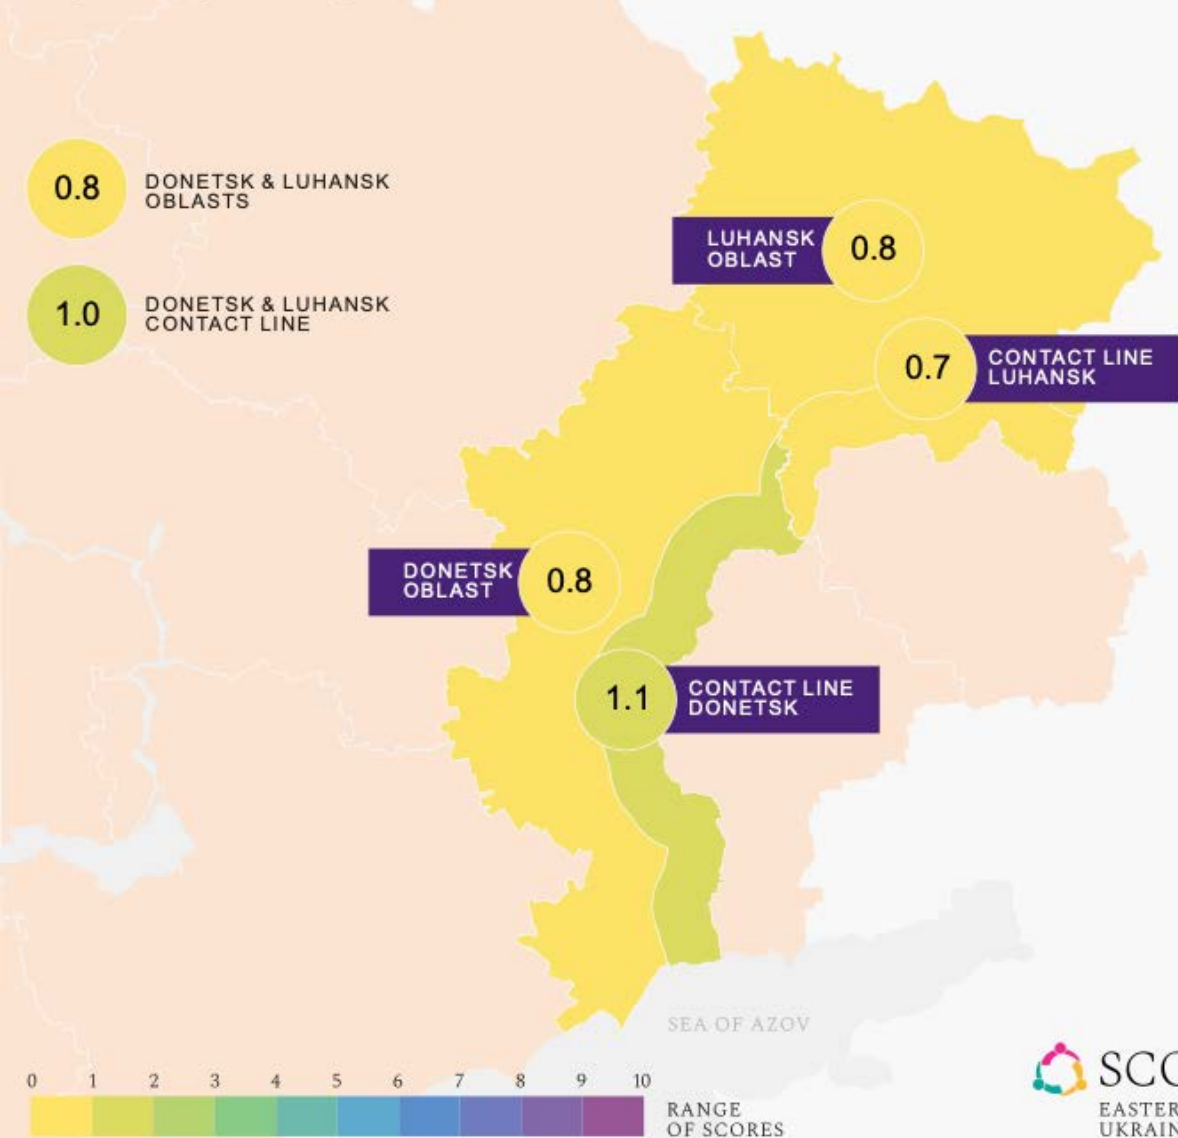 0.8
DONETSK & LUHANSK
OBLASTS
1.0
DONETSK & LUHANSK
CONTACT LINE
LUHANSK
OBLAST
0.8
0.7
CONTACT LINE
LUHANSK
DONETSK
OBLAST
0.8
1.1
CONTACT LINE
DONETSK
SEA OF AZOV
0 1 2 3 4 5 6 7 8 9 10
RANGE
OF SCORES